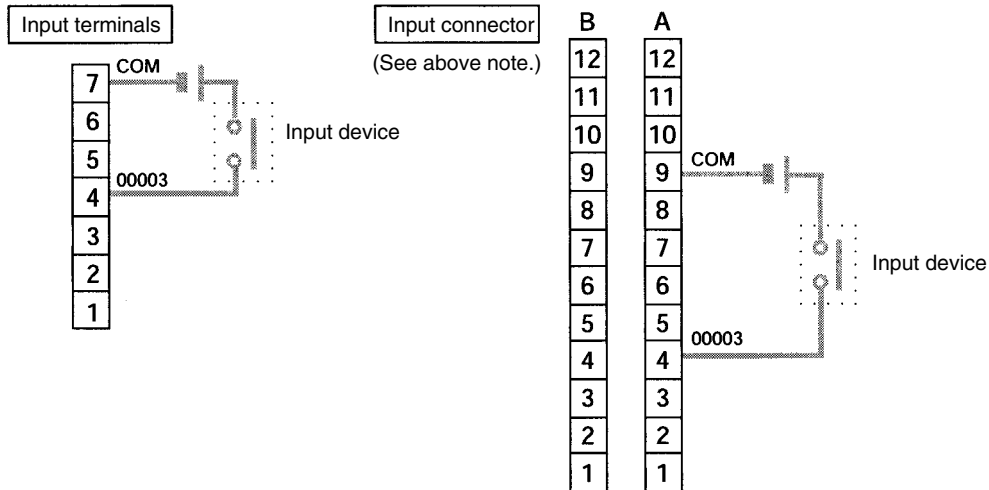 Input terminals
7
6
5
4
3
2
1
COM
00003
Input device
Input connector
(See above note.)
B A
12 12
11 11
10 10
9 9
8 8
7 7
6 6
5 5
4 4
3 3
2 2
1 1
COM
00003
Input device